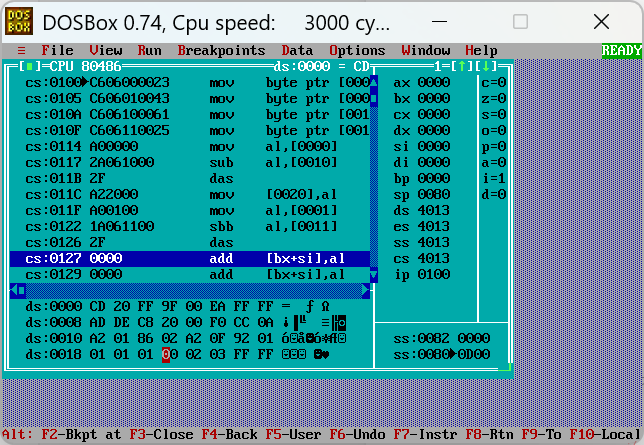 DOSBox 0.74, Cpu speed: 3000 cy...
≡ File View Run Breakpoints Data Options Window Help READY
[■]=CPU 80486 ds:0000 = CD 1=[↑][↓]
cs:0100▶C606000023 mov byte ptr [000 ax 0000 c=0
cs:0105 C606010043 mov byte ptr [000 bx 0000 z=0
cs:010A C606100061 mov byte ptr [001 cx 0000 s=0
cs:010F C606110025 mov byte ptr [001 dx 0000 o=0
cs:0114 A00000 mov al,[0000] si 0000 p=0
cs:0117 2A061000 sub al,[0010] di 0000 a=0
cs:011B 2F das bp 0000 i=1
cs:011C A22000 mov [0020],al sp 0080 d=0
cs:011F A00100 mov al,[0001] ds 4013
cs:0122 1A061100 sbb al,[0011] es 4013
cs:0126 2F das ss 4013
cs:0127 0000 add [bx+si],al cs 4013
cs:0129 0000 add [bx+si],al ip 0100
ds:0000 CD 20 FF 9F 00 EA FF FF = ƒ Ω
ds:0008 AD DE C8 20 00 F0 CC 0A
ds:0010 A2 01 86 02 A2 0F 92 01 ss:0082 0000
ds:0018 01 01 01 00 02 03 FF FF ss:0080▶0D00
Alt: F2-Bkpt at F3-Close F4-Back F5-User F6-Undo F7-Instr F8-Rtn F9-To F10-Local